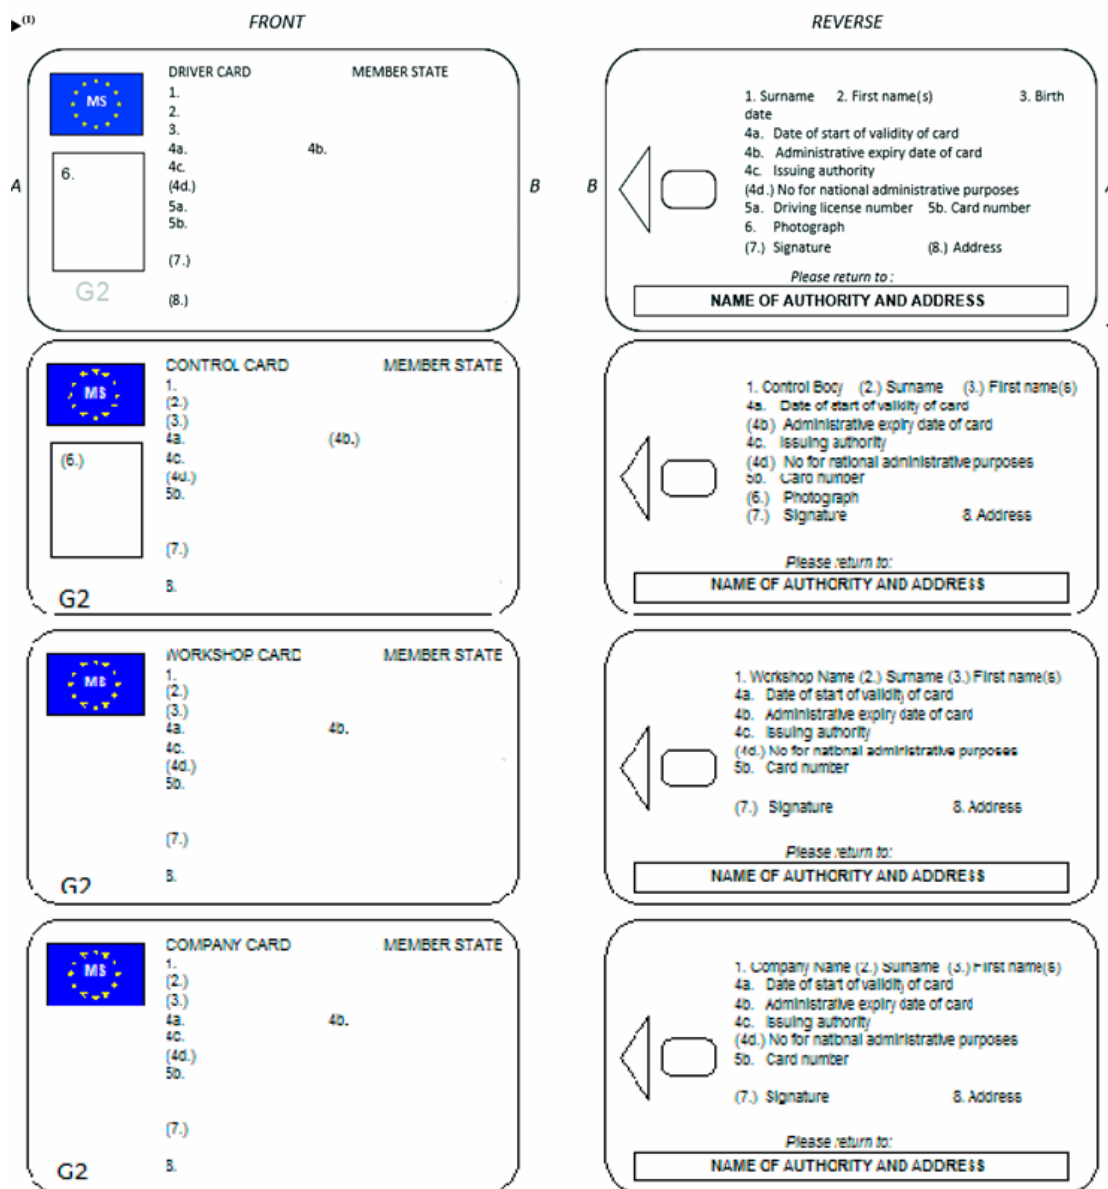 (1)
FRONT REVERSE
DRIVER CARD MEMBER STATE
MS
1.
2.
3.
4a. 4b.
4c.
(4d.)
5a.
5b.
6.
(7.)
(8.)
G2
A B
1. Surname 2. First name(s) 3. Birth
date
4a. Date of start of validity of card
4b. Administrative expiry date of card
4c. Issuing authority
(4d.) No for national administrative purposes
5a. Driving license number 5b. Card number
6. Photograph
(7.) Signature (8.) Address
Please return to :
NAME OF AUTHORITY AND ADDRESS
B A
CONTROL CARD MEMBER STATE
MS
1.
(2.)
(3.)
4a. (4b.)
4c.
(4d.)
5b.
(6.)
(7.)
8.
G2
1. Control Body (2.) Surname (3.) First name(s)
4a. Date of start of validity of card
(4b) Administrative expiry date of card
4c. Issuing authority
(4d.) No for national administrative purposes
5b. Card number
(6.) Photograph
(7.) Signature 8. Address
Please return to:
NAME OF AUTHORITY AND ADDRESS
WORKSHOP CARD MEMBER STATE
MS
1.
(2.)
(3.)
4a. 4b.
4c.
(4d.)
5b.
(7.)
8.
G2
1. Workshop Name (2.) Surname (3.) First name(s)
4a. Date of start of validity of card
4b. Administrative expiry date of card
4c. Issuing authority
(4d.) No for national administrative purposes
5b. Card number
(7.) Signature 8. Address
Please return to:
NAME OF AUTHORITY AND ADDRESS
COMPANY CARD MEMBER STATE
MS
1.
(2.)
(3.)
4a. 4b.
4c.
(4d.)
5b.
(7.)
8.
G2
1. Company Name (2.) Surname (3.) First name(s)
4a. Date of start of validity of card
4b. Administrative expiry date of card
4c. Issuing authority
(4d.) No for national administrative purposes
5b. Card number
(7.) Signature 8. Address
Please return to:
NAME OF AUTHORITY AND ADDRESS